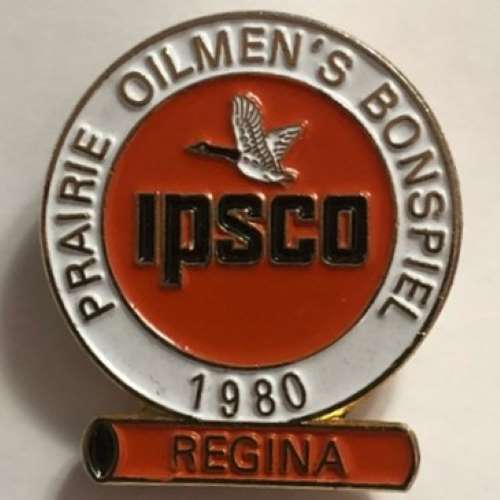 PRAIRIE OILMEN'S BONSPIEL
IPSCO
1980
REGINA